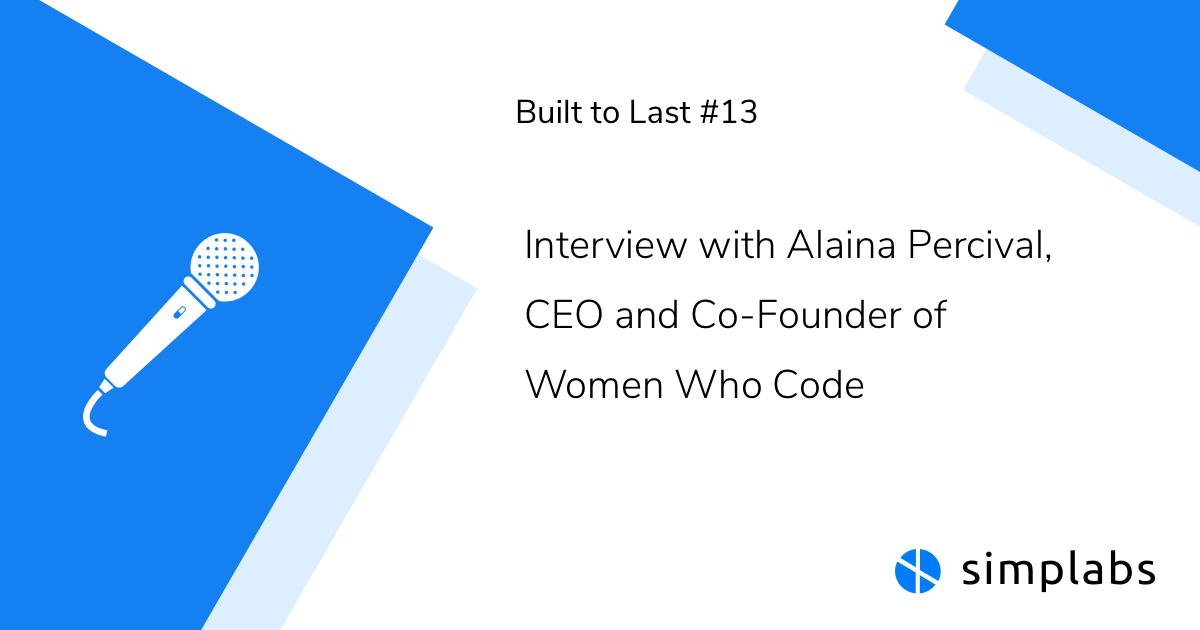 Built to Last #13
Interview with Alaina Percival,
CEO and Co-Founder of
Women Who Code
simplabs